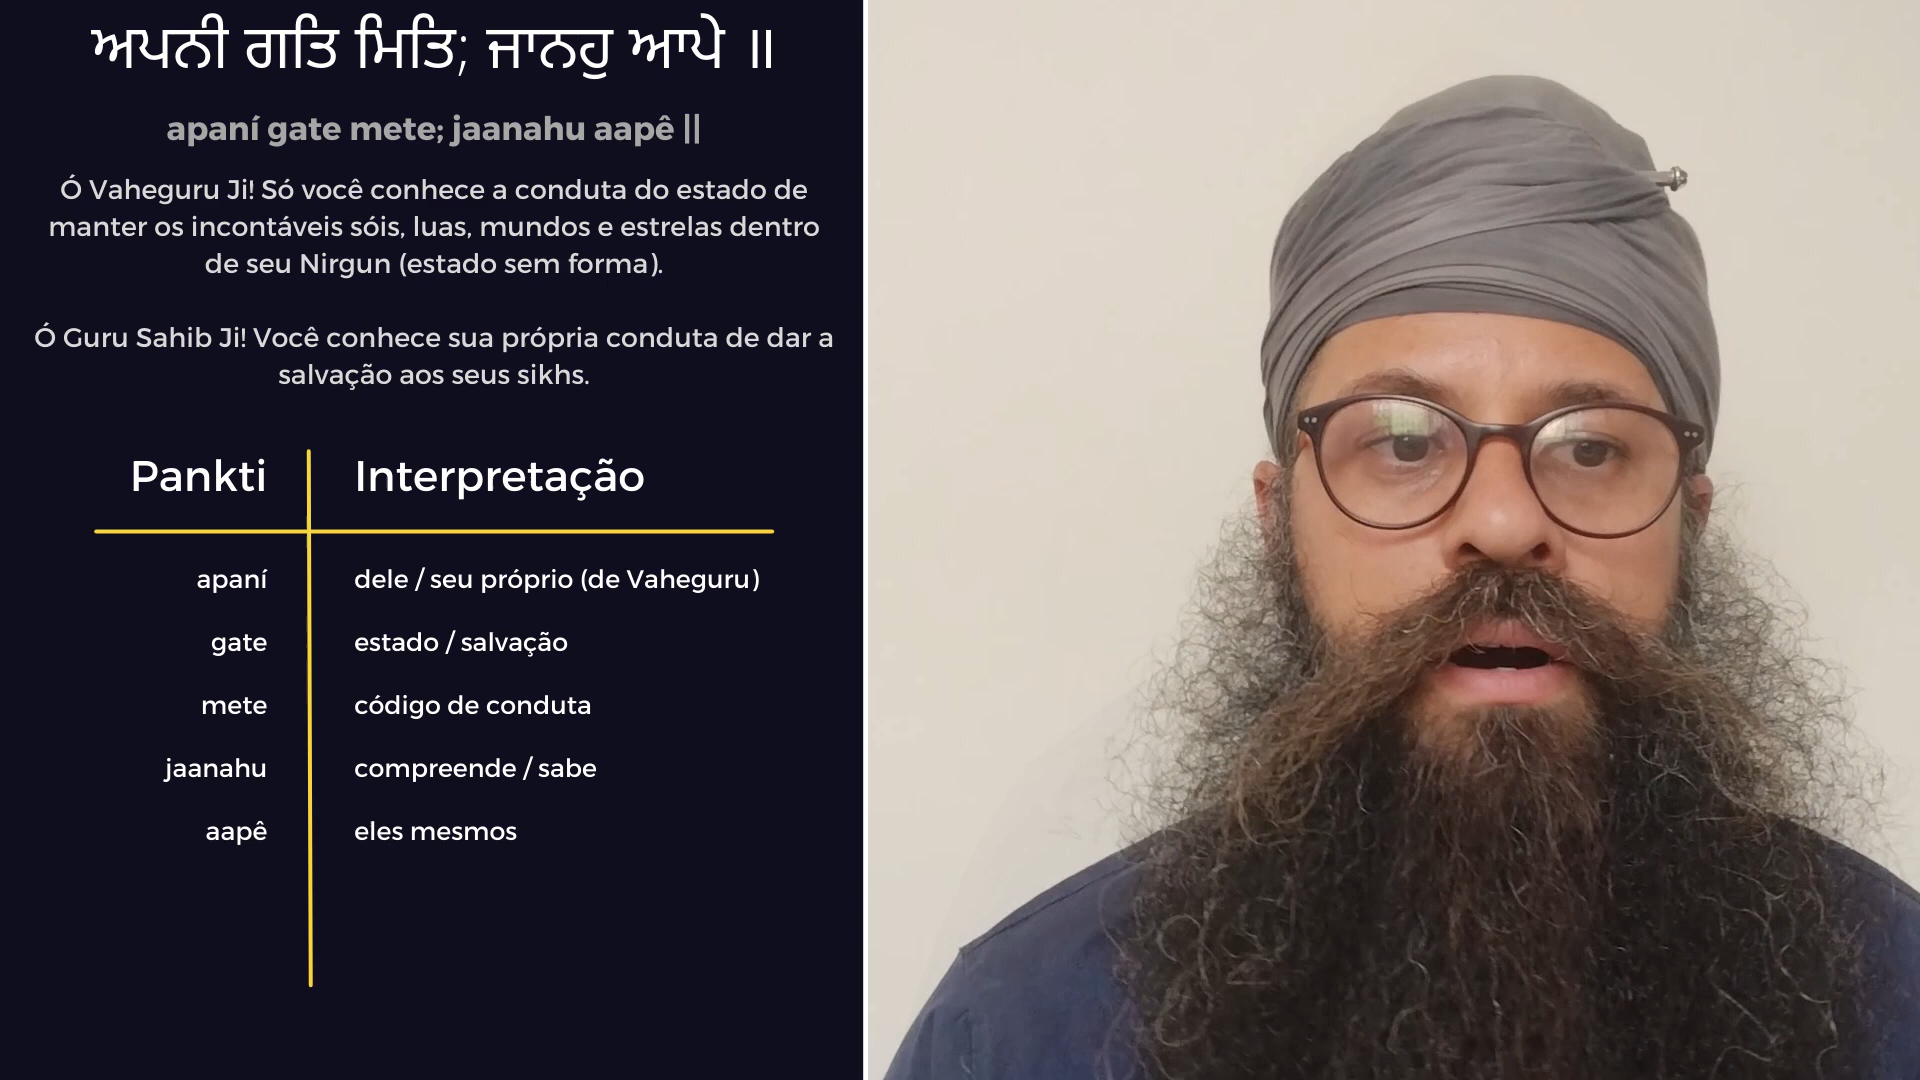 ਅਪਨੀ ਗਤਿ ਮਿਤਿ; ਜਾਨਹੁ ਆਪੇ ॥
apaní gate mete; jaanahu aapê ||
Ó Vaheguru Ji! Só você conhece a conduta do estado de
manter os incontáveis sóis, luas, mundos e estrelas dentro
de seu Nirgun (estado sem forma).
Ó Guru Sahib Ji! Você conhece sua própria conduta de dar a
salvação aos seus sikhs.
Pankti Interpretação
apaní dele / seu próprio (de Vaheguru)
gate estado / salvação
mete código de conduta
jaanahu compreende / sabe
aapê eles mesmos